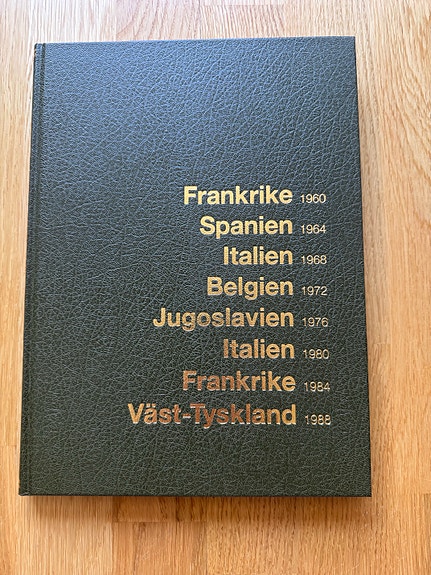 Frankrike 1960
Spanien 1964
Italien 1968
Belgien 1972
Jugoslavien 1976
Italien 1980
Frankrike 1984
Väst-Tyskland 1988